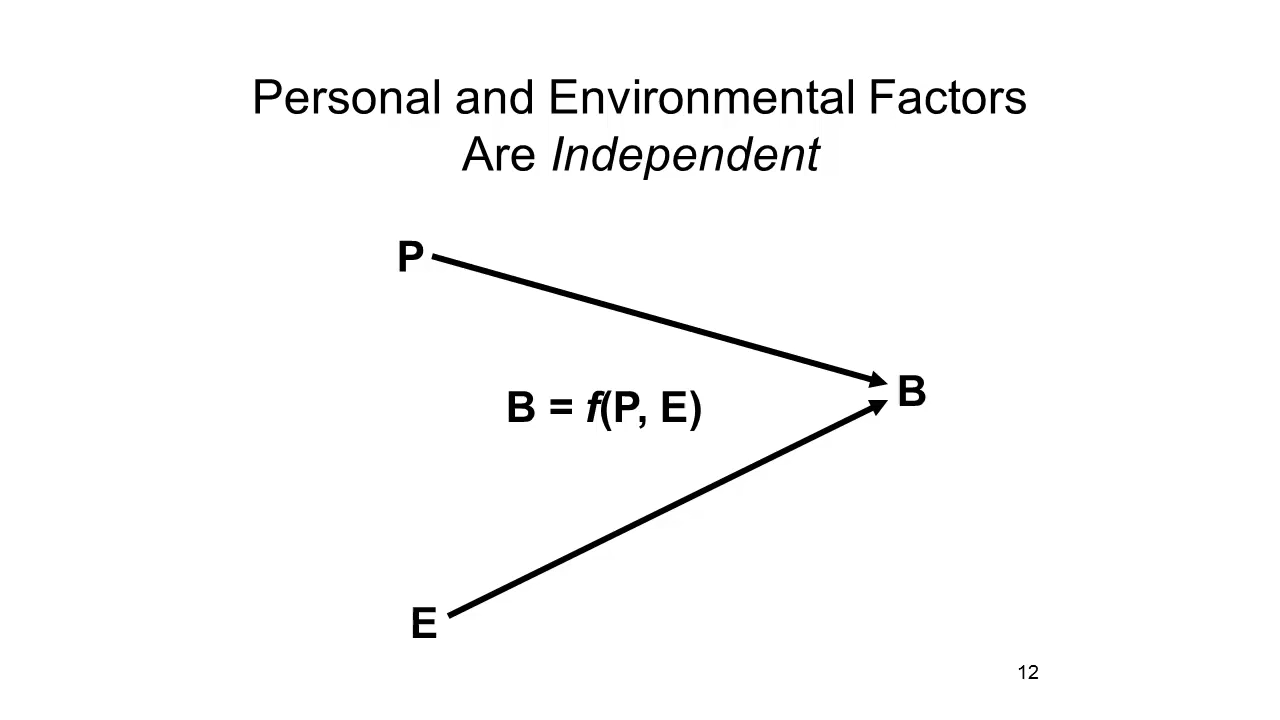 Personal and Environmental Factors
Are Independent
P
B
B = f(P, E)
E
12